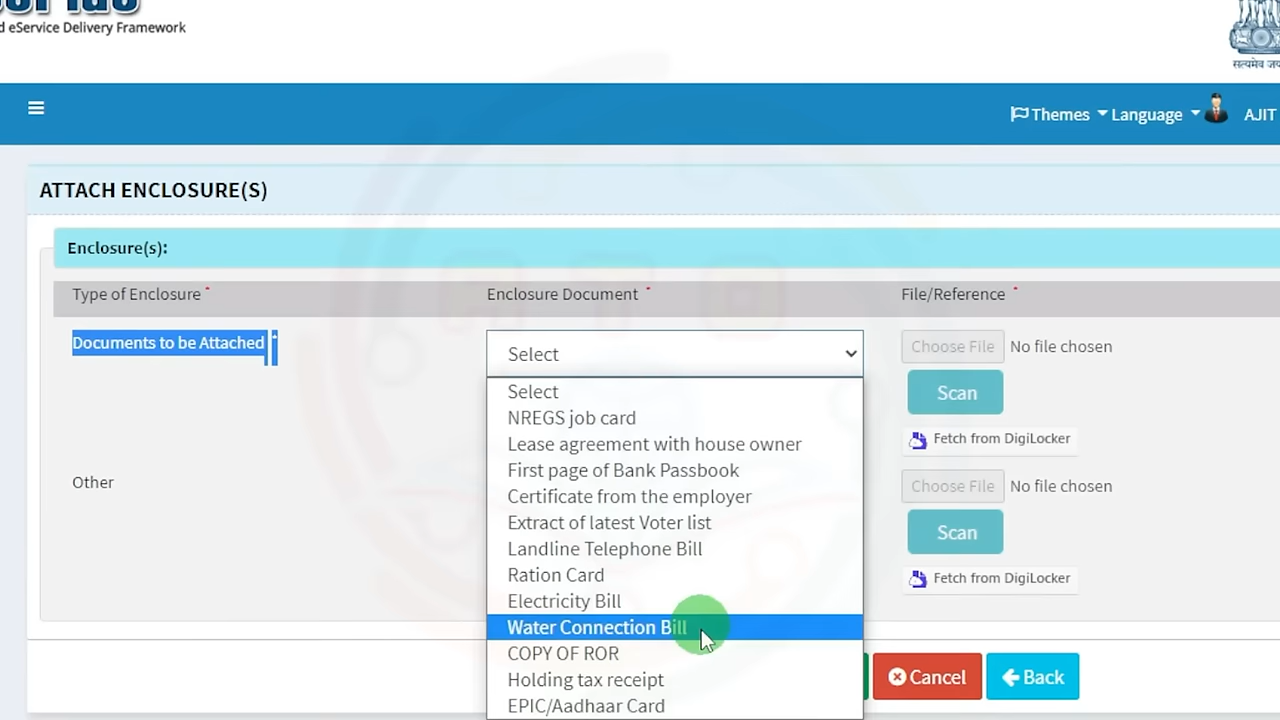 d eService Delivery Framework
Themes Language AJIT
ATTACH ENCLOSURE(S)
Enclosure(s):
Type of Enclosure * Enclosure Document * File/Reference *
Documents to be Attached * Select Choose File No file chosen
Scan
Fetch from DigiLocker
Other Choose File No file chosen
Scan
Fetch from DigiLocker
Select
NREGS job card
Lease agreement with house owner
First page of Bank Passbook
Certificate from the employer
Extract of latest Voter list
Landline Telephone Bill
Ration Card
Electricity Bill
Water Connection Bill
COPY OF ROR
Holding tax receipt
EPIC/Aadhaar Card
Cancel Back